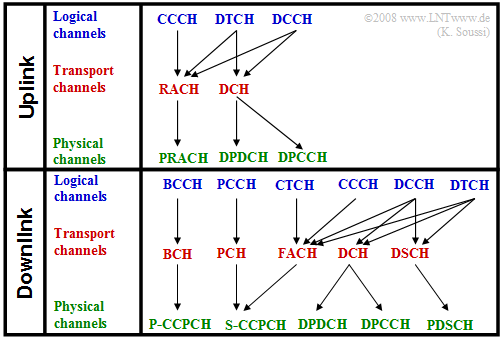 Uplink
Logical channels
CCCH DTCH DCCH
©2008 www.LNTwww.de
(K. Soussi)
Transport channels
RACH DCH
Physical channels
PRACH DPDCH DPCCH
Downlink
Logical channels
BCCH PCCH CTCH CCCH DCCH DTCH
Transport channels
BCH PCH FACH DCH DSCH
Physical channels
P-CCPCH S-CCPCH DPDCH DPCCH PDSCH